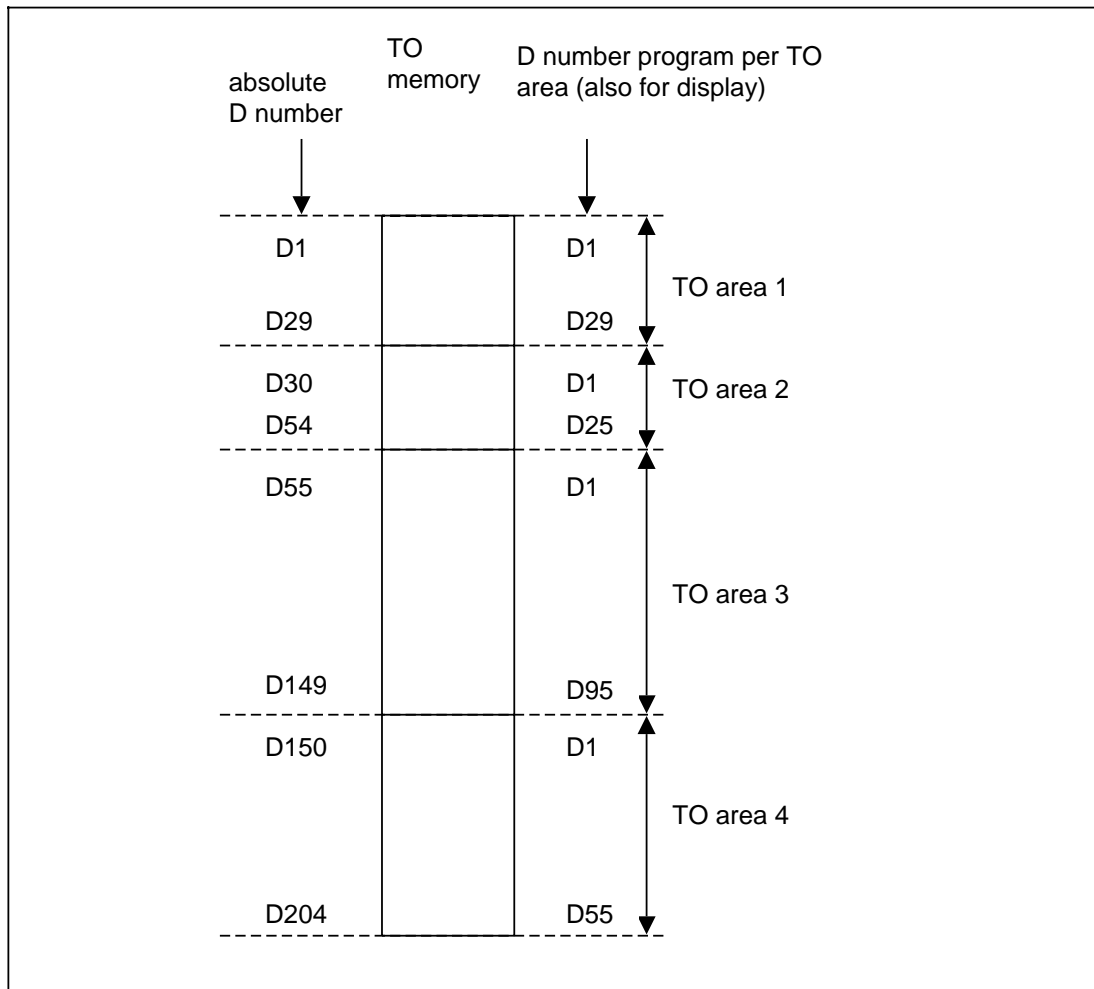 absolute
D number
TO
memory
D number program per TO
area (also for display)
D1 D1
TO area 1
D29 D29
D30 D1
TO area 2
D54 D25
D55 D1
TO area 3
D149 D95
D150 D1
TO area 4
D204 D55